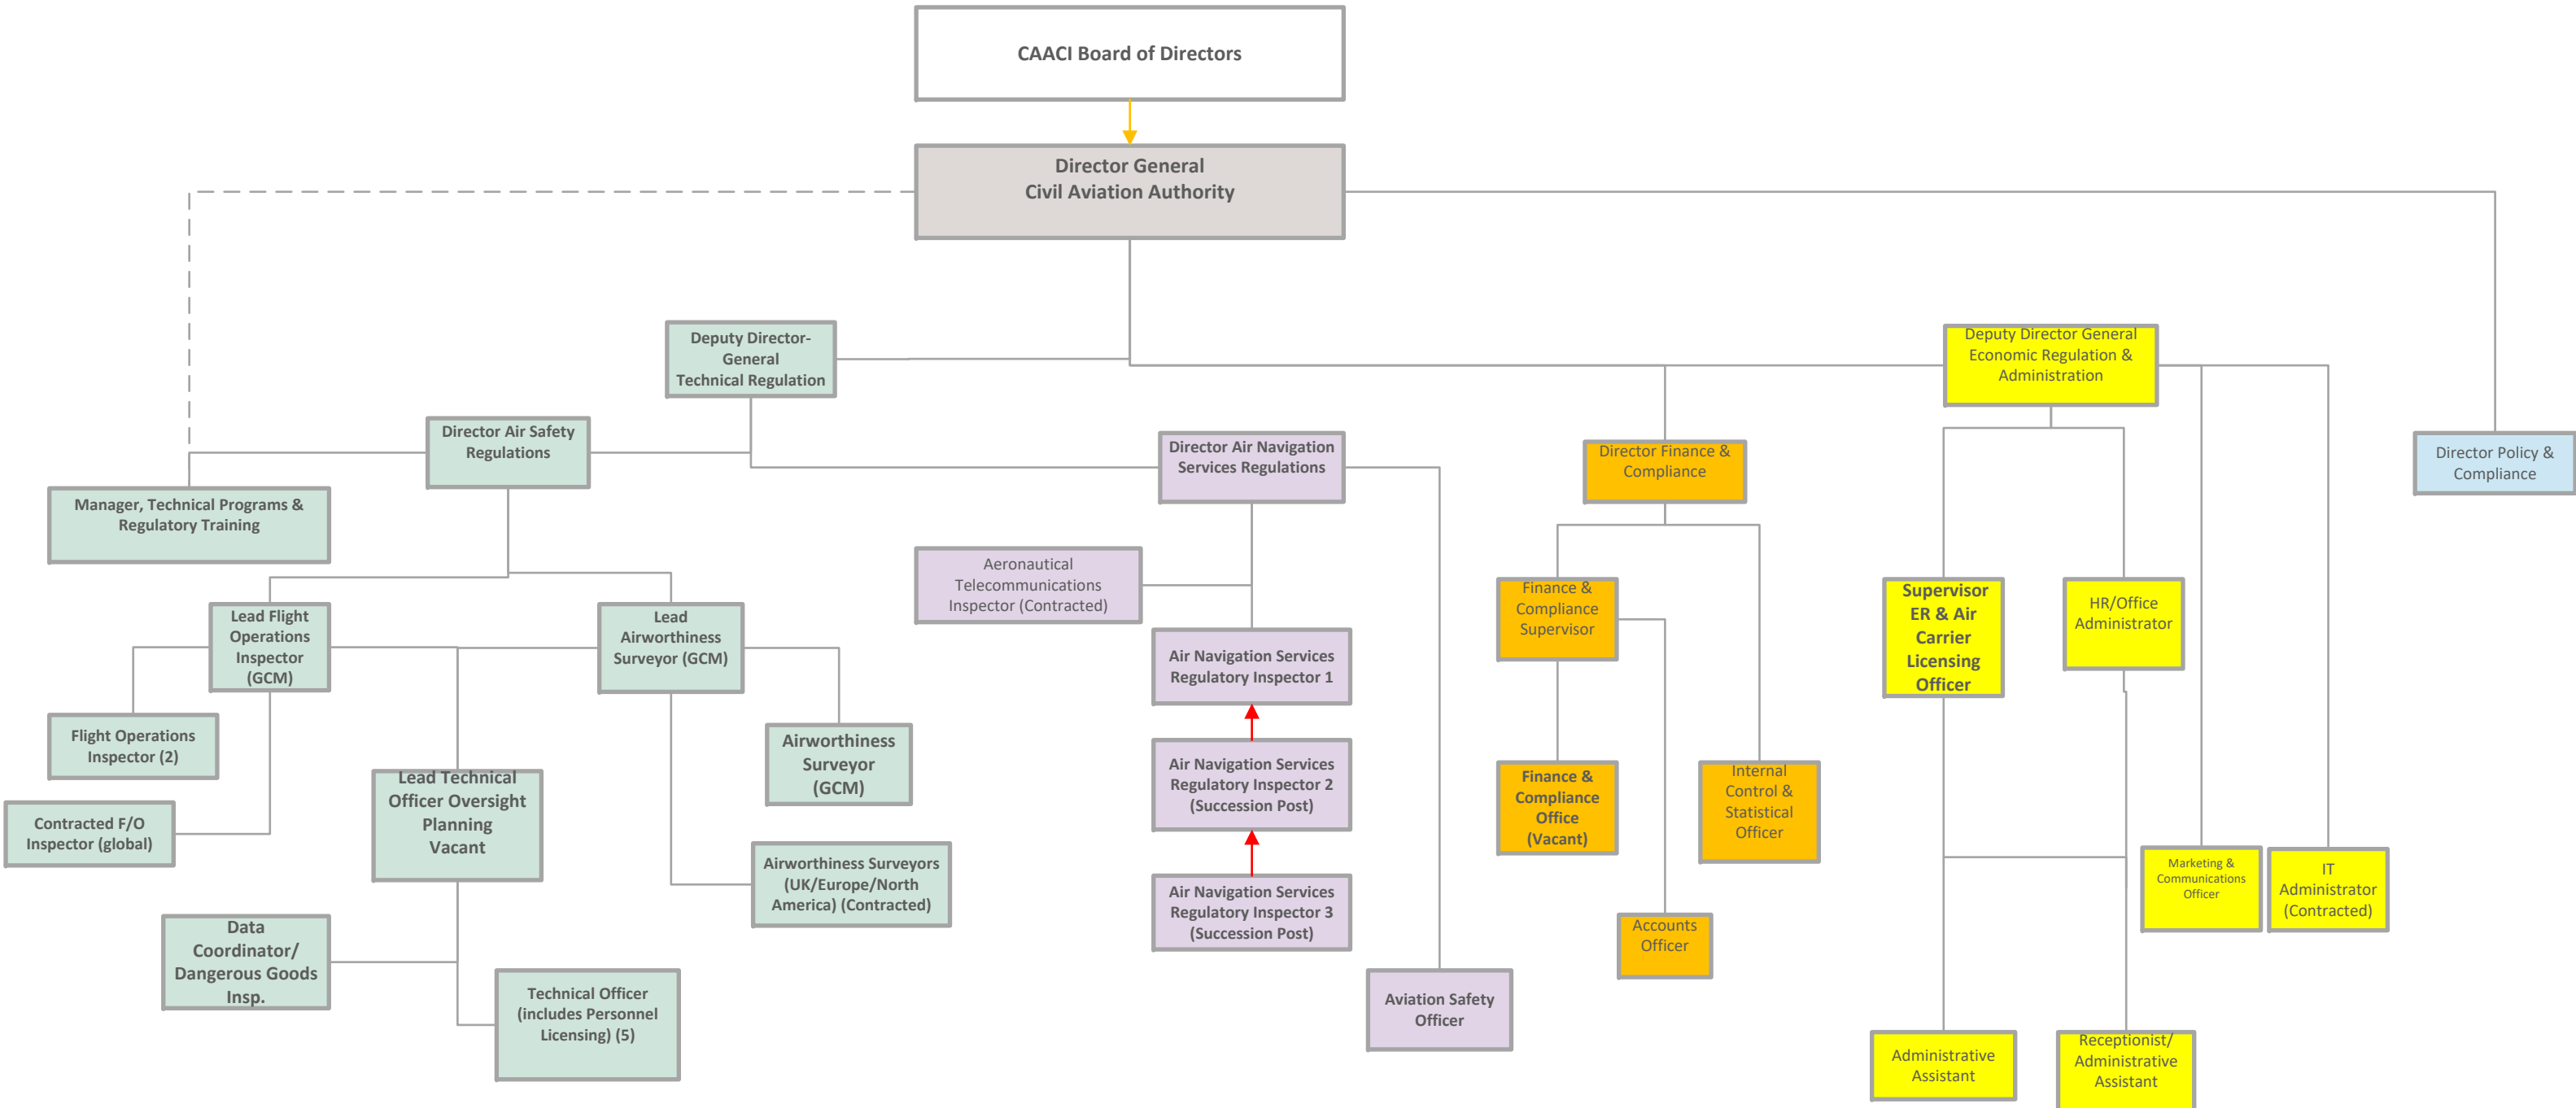 CAACI Board of Directors
Director General
Civil Aviation Authority
Deputy Director-
General
Technical Regulation
Deputy Director General
Economic Regulation &
Administration
Director Air Safety
Regulations
Director Air Navigation
Services Regulations
Director Finance &
Compliance
Director Policy &
Compliance
Manager, Technical Programs &
Regulatory Training
Aeronautical
Telecommunications
Inspector (Contracted)
Finance &
Compliance
Supervisor
Supervisor
ER & Air
Carrier
Licensing
Officer
HR/Office
Administrator
Lead Flight
Operations
Inspector
(GCM)
Lead
Airworthiness
Surveyor (GCM)
Air Navigation Services
Regulatory Inspector 1
Flight Operations
Inspector (2)
Airworthiness
Surveyor
(GCM)
Air Navigation Services
Regulatory Inspector 2
(Succession Post)
Finance &
Compliance
Office
(Vacant)
Internal
Control &
Statistical
Officer
Lead Technical
Officer Oversight
Planning
Vacant
Contracted F/O
Inspector (global)
Airworthiness Surveyors
(UK/Europe/North
America) (Contracted)
Marketing &
Communications
Officer
IT
Administrator
(Contracted)
Air Navigation Services
Regulatory Inspector 3
(Succession Post)
Accounts
Officer
Data
Coordinator/
Dangerous Goods
Insp.
Technical Officer
(includes Personnel
Licensing) (5)
Aviation Safety
Officer
Administrative
Assistant
Receptionist/
Administrative
Assistant